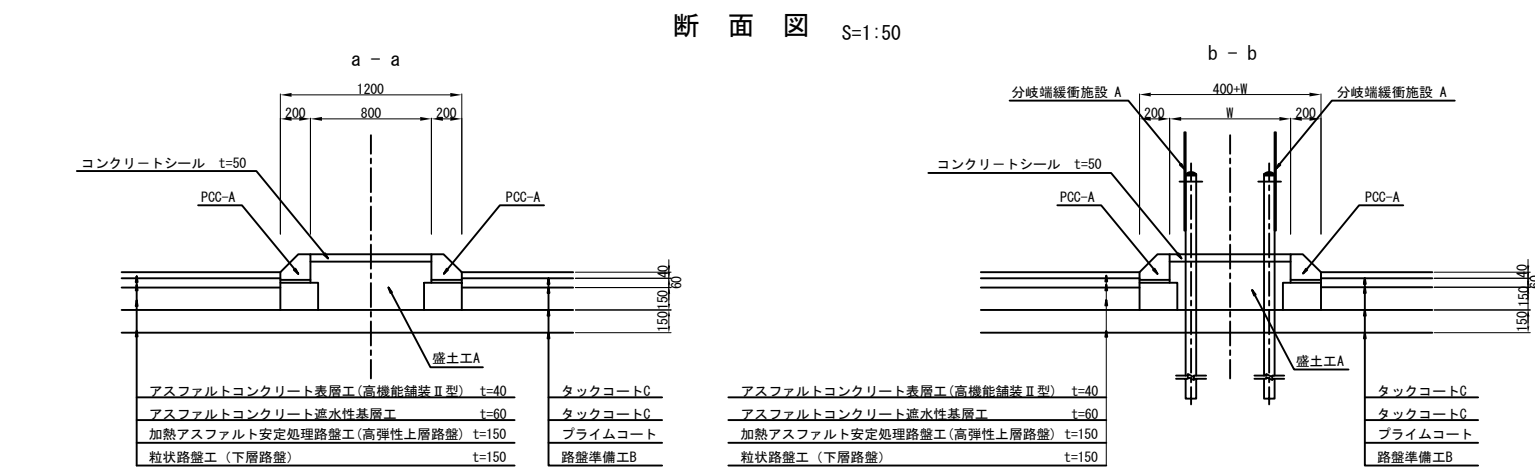 断 面 図 S=1:50
a - a
1200
200 800 200
コンクリートシール t=50
PCC-A
PCC-A
40
60
150
150
盛土工A
アスファルトコンクリート表層工(高機能舗装Ⅱ型) t=40
アスファルトコンクリート遮水性基層工 t=60
加熱アスファルト安定処理路盤工(高弾性上層路盤) t=150
粒状路盤工 (下層路盤) t=150
タックコートC
タックコートC
プライムコート
路盤準備工B
b - b
分岐端緩衝施設 A
400+W
分岐端緩衝施設 A
200 W 200
コンクリートシール t=50
PCC-A
PCC-A
40
60
150
150
盛土工A
アスファルトコンクリート表層工(高機能舗装Ⅱ型) t=40
アスファルトコンクリート遮水性基層工 t=60
加熱アスファルト安定処理路盤工(高弾性上層路盤) t=150
粒状路盤工 (下層路盤) t=150
タックコートC
タックコートC
プライムコート
路盤準備工B